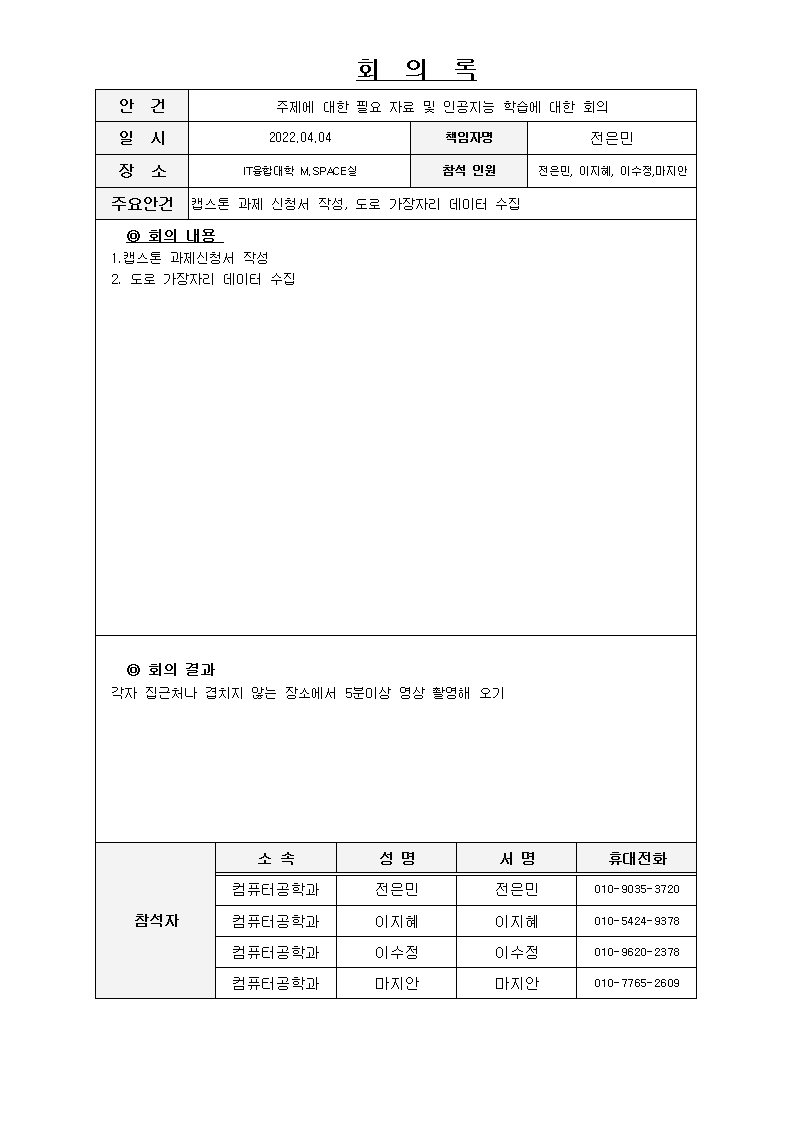 회 의 록
안 건 주제에 대한 필요 자료 및 인공지능 학습에 대한 회의
일 시 2022.04.04 책임자명 전은민
장 소 IT융합대학 M.SPACE실 참석 인원 전은민, 이지혜, 이수정,마지안
주요안건 캡스톤 과제 신청서 작성, 도로 가장자리 데이터 수집
◎ 회의 내용
1.캡스톤 과제신청서 작성
2. 도로 가장자리 데이터 수집
◎ 회의 결과
각자 집근처나 겹치지 않는 장소에서 5분이상 영상 촬영해 오기
소 속 성 명 서 명 휴대전화
참석자
컴퓨터공학과 전은민 전은민 010-9035-3720
컴퓨터공학과 이지혜 이지혜 010-5424-9378
컴퓨터공학과 이수정 이수정 010-9620-2378
컴퓨터공학과 마지안 마지안 010-7765-2609